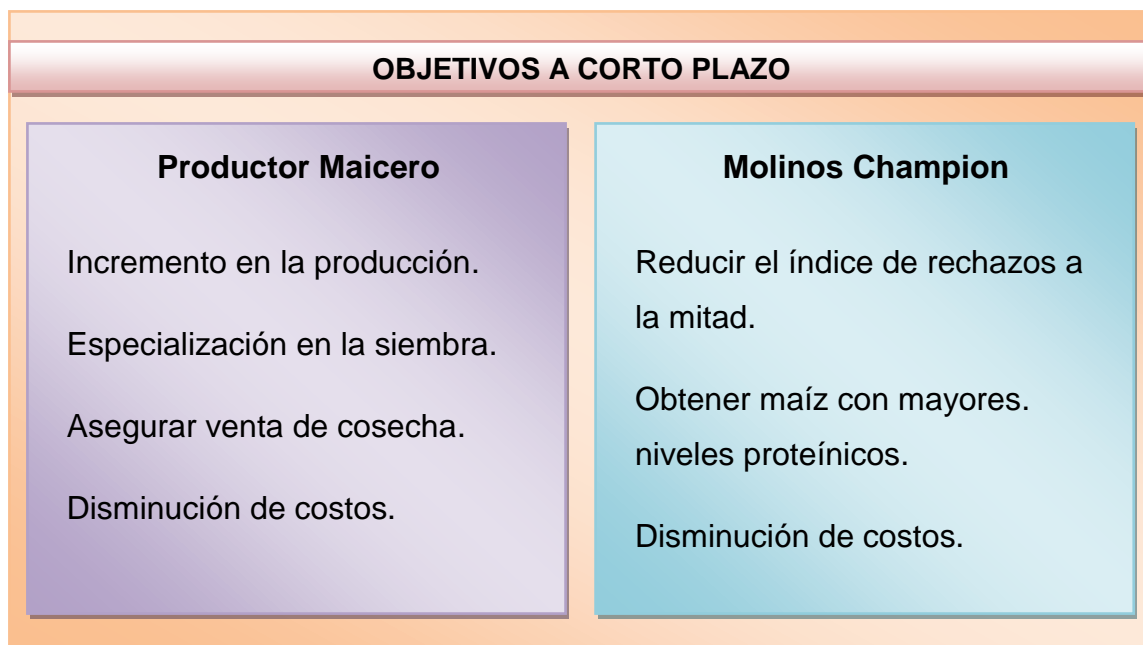 OBJETIVOS A CORTO PLAZO
Productor Maicero
Incremento en la producción.
Especialización en la siembra.
Asegurar venta de cosecha.
Disminución de costos.
Molinos Champion
Reducir el índice de rechazos a
la mitad.
Obtener maíz con mayores.
niveles proteínicos.
Disminución de costos.